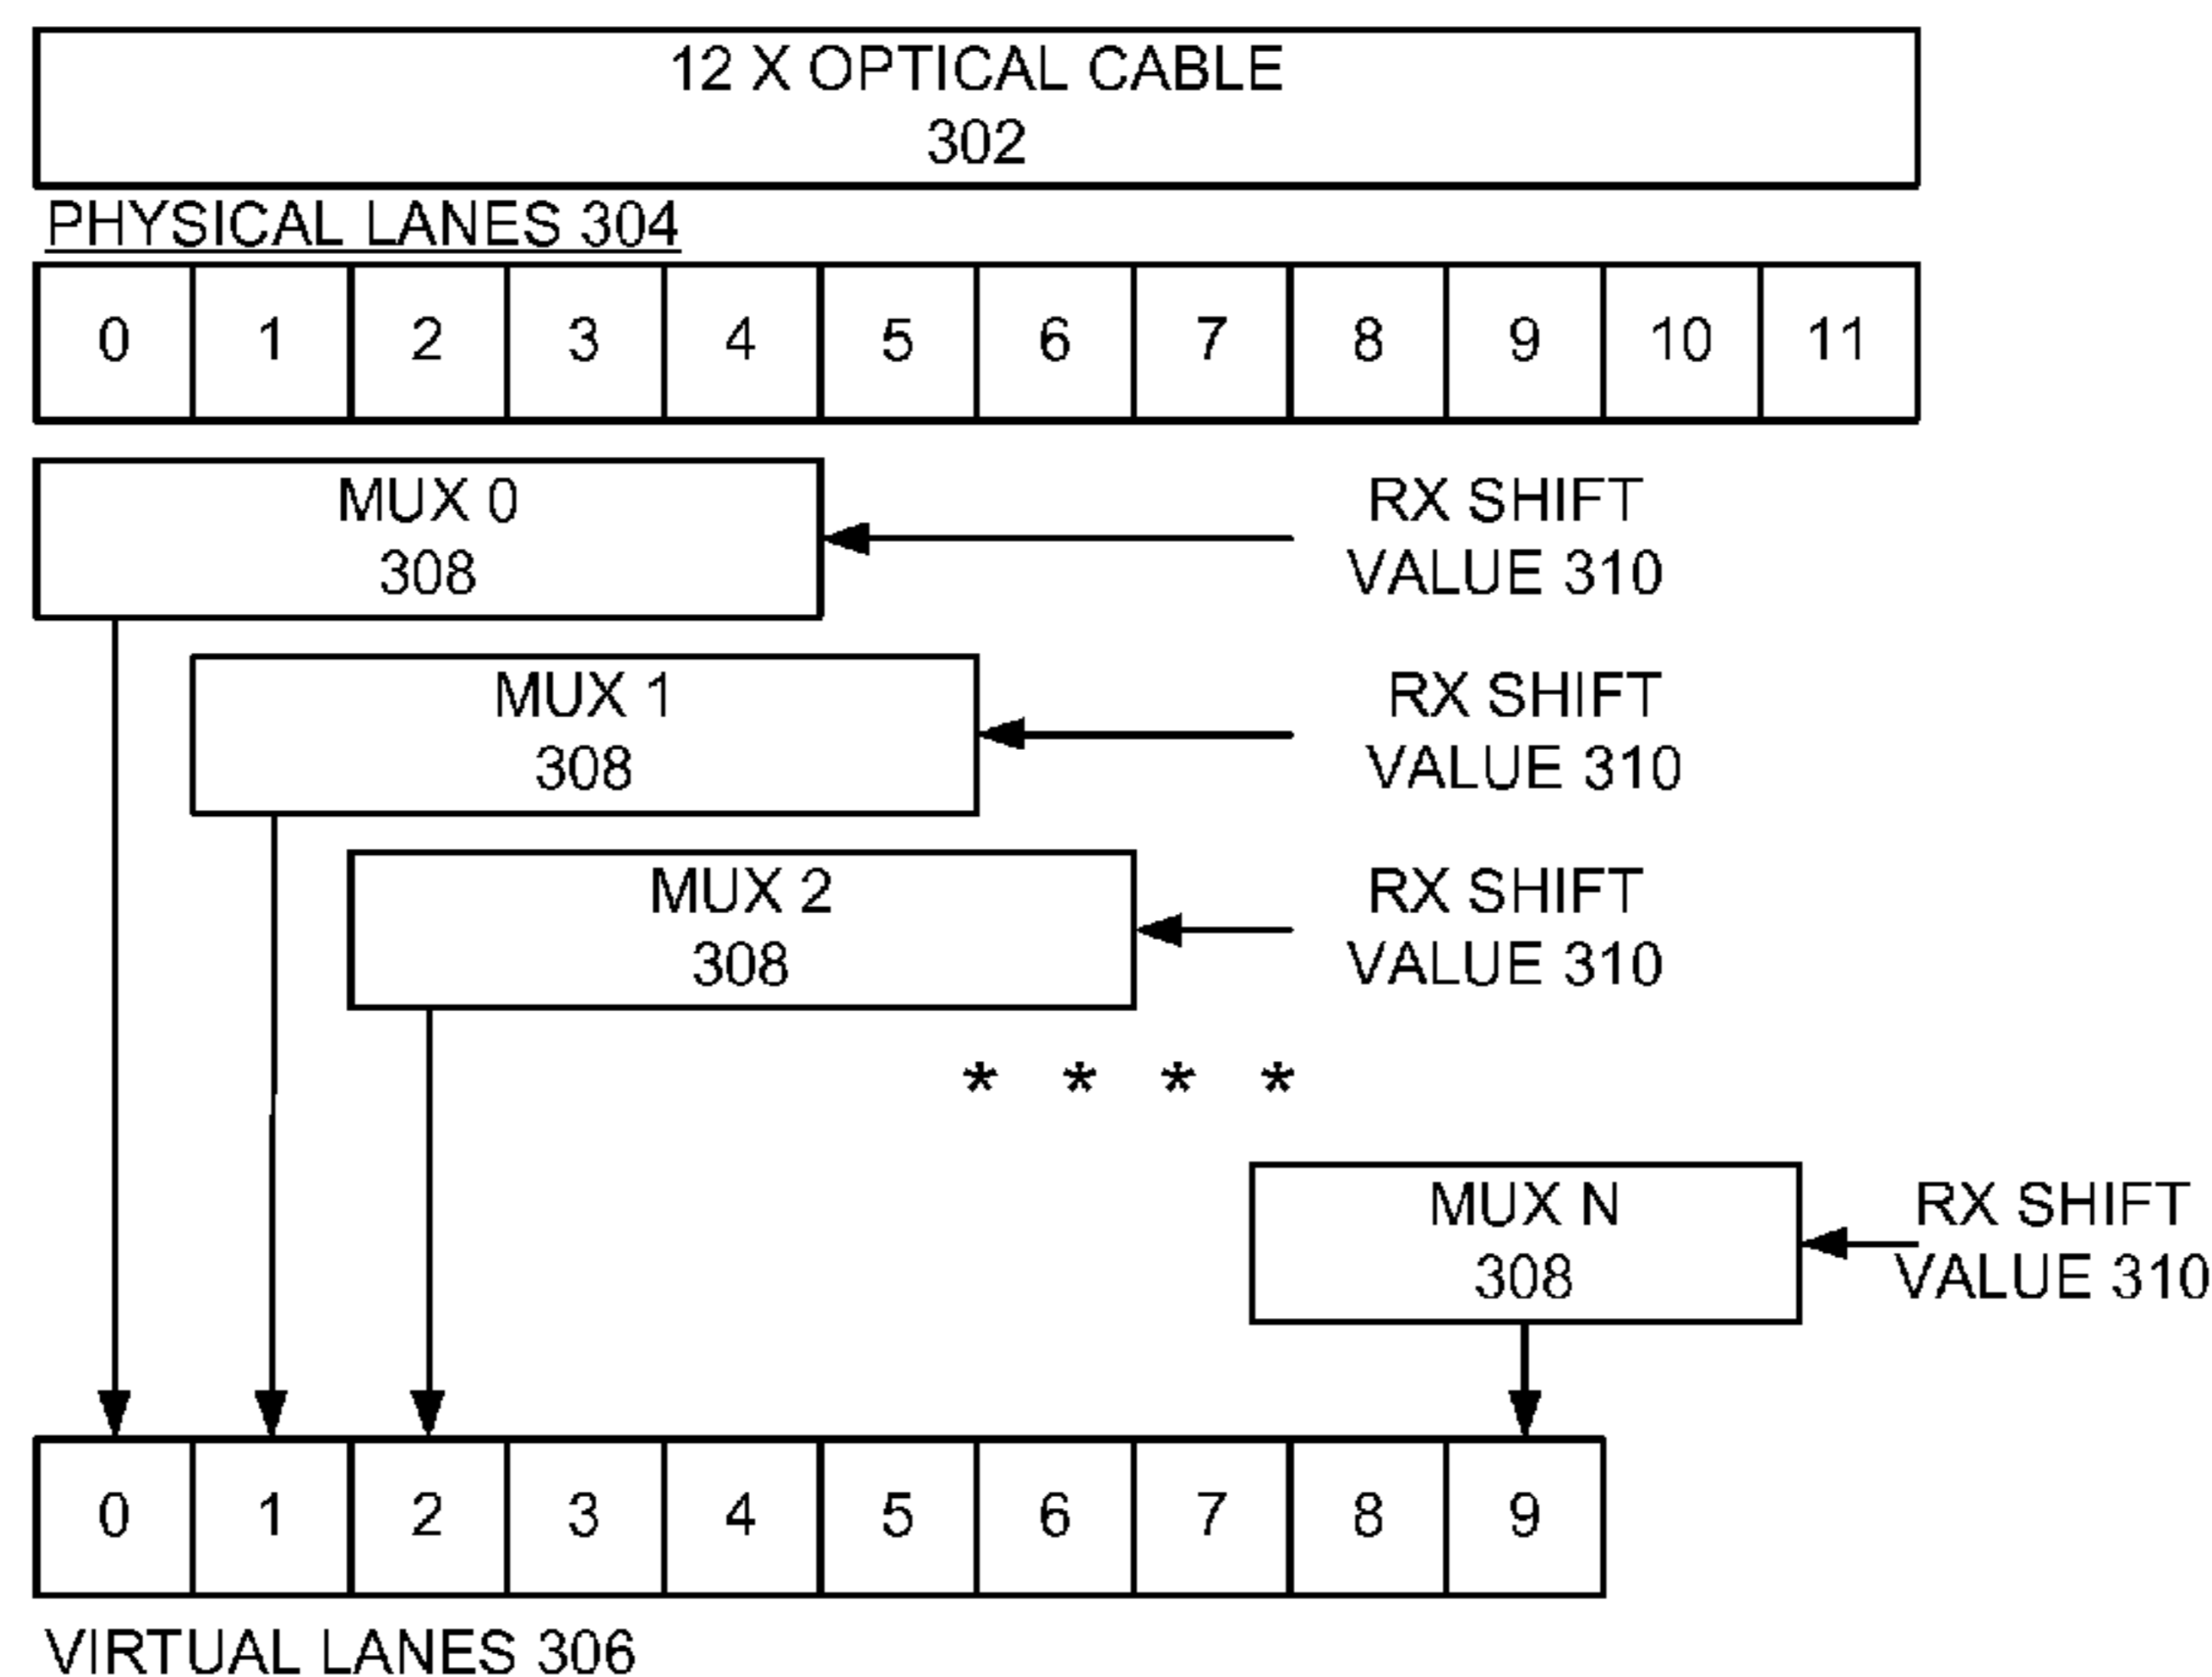 12 X OPTICAL CABLE
302
PHYSICAL LANES 304
0 1 2 3 4 5 6 7 8 9 10 11
MUX 0
308
RX SHIFT
VALUE 310
MUX 1
308
RX SHIFT
VALUE 310
MUX 2
308
RX SHIFT
VALUE 310
* * * *
MUX N
308
RX SHIFT
VALUE 310
0 1 2 3 4 5 6 7 8 9
VIRTUAL LANES 306